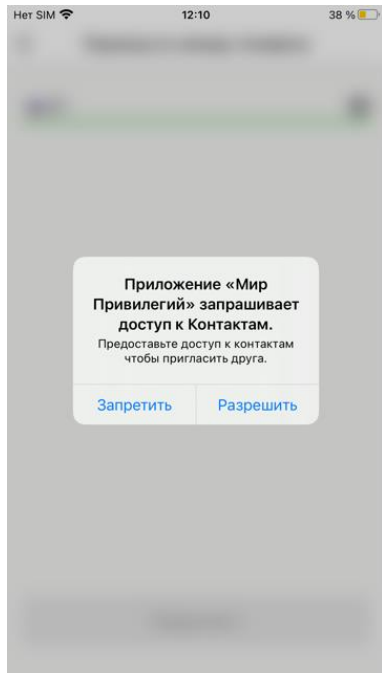 Нет SIM 12:10 38 %
Приложение «Мир
Привилегий» запрашивает
доступ к Контактам.
Предоставьте доступ к контактам
чтобы пригласить друга.
Запретить Разрешить